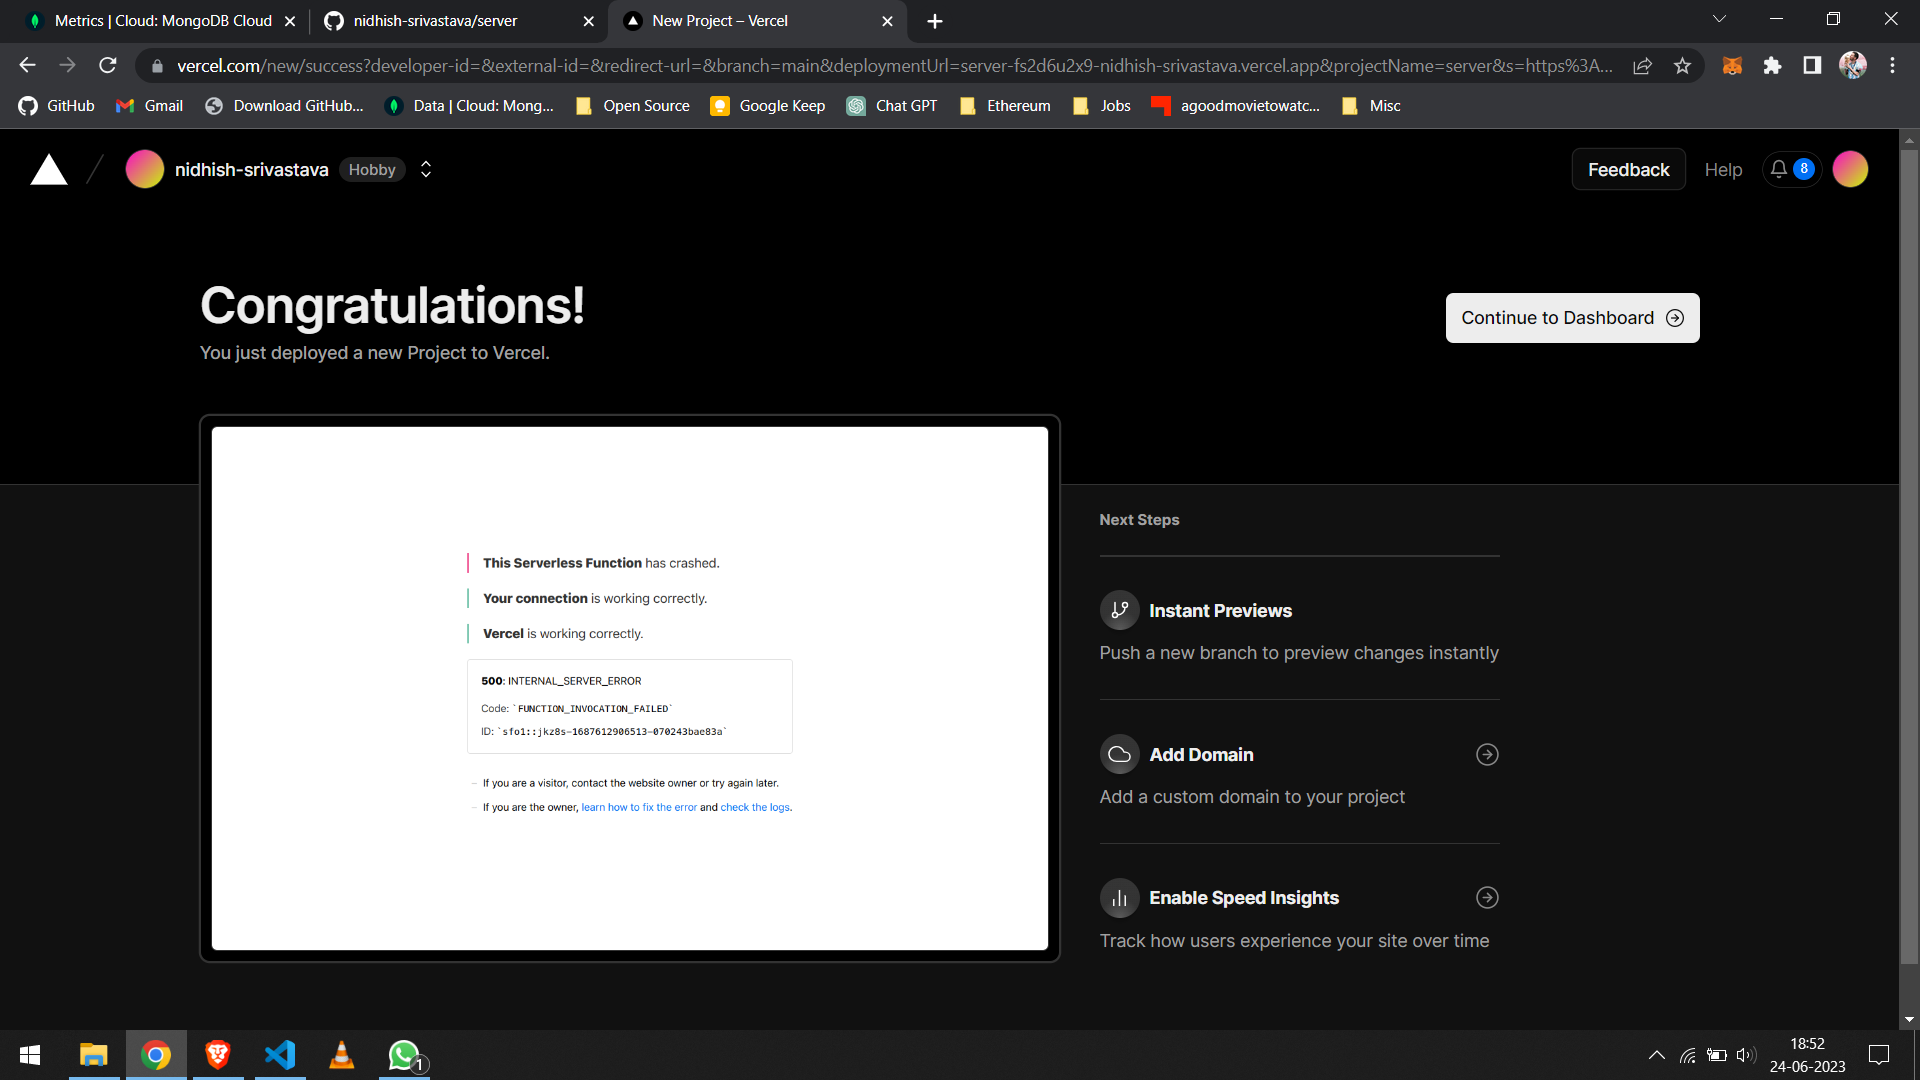 Metrics | Cloud: MongoDB Cloud
nidhish-srivastava/server
New Project – Vercel
vercel.com/new/success?developer-id=&external-id=&redirect-url=&branch=main&deploymentUrl=server-fs2d6u2x9-nidhish-srivastava.vercel.app&projectName=server&s=https%3A...
GitHub
Gmail
Download GitHub...
Data | Cloud: Mong...
Open Source
Google Keep
Chat GPT
Ethereum
Jobs
agoodmovietowatc...
Misc
nidhish-srivastava
Hobby
Feedback
Help
8
Congratulations!
You just deployed a new Project to Vercel.
Continue to Dashboard
This Serverless Function has crashed.
Your connection is working correctly.
Vercel is working correctly.
500: INTERNAL_SERVER_ERROR
Code: `FUNCTION_INVOCATION_FAILED`
ID: `sfo1::jkz8s-1687612906513-070243bae83a`
– If you are a visitor, contact the website owner or try again later.
– If you are the owner, learn how to fix the error and check the logs.
Next Steps
Instant Previews
Push a new branch to preview changes instantly
Add Domain
Add a custom domain to your project
Enable Speed Insights
Track how users experience your site over time
1
18:52
24-06-2023